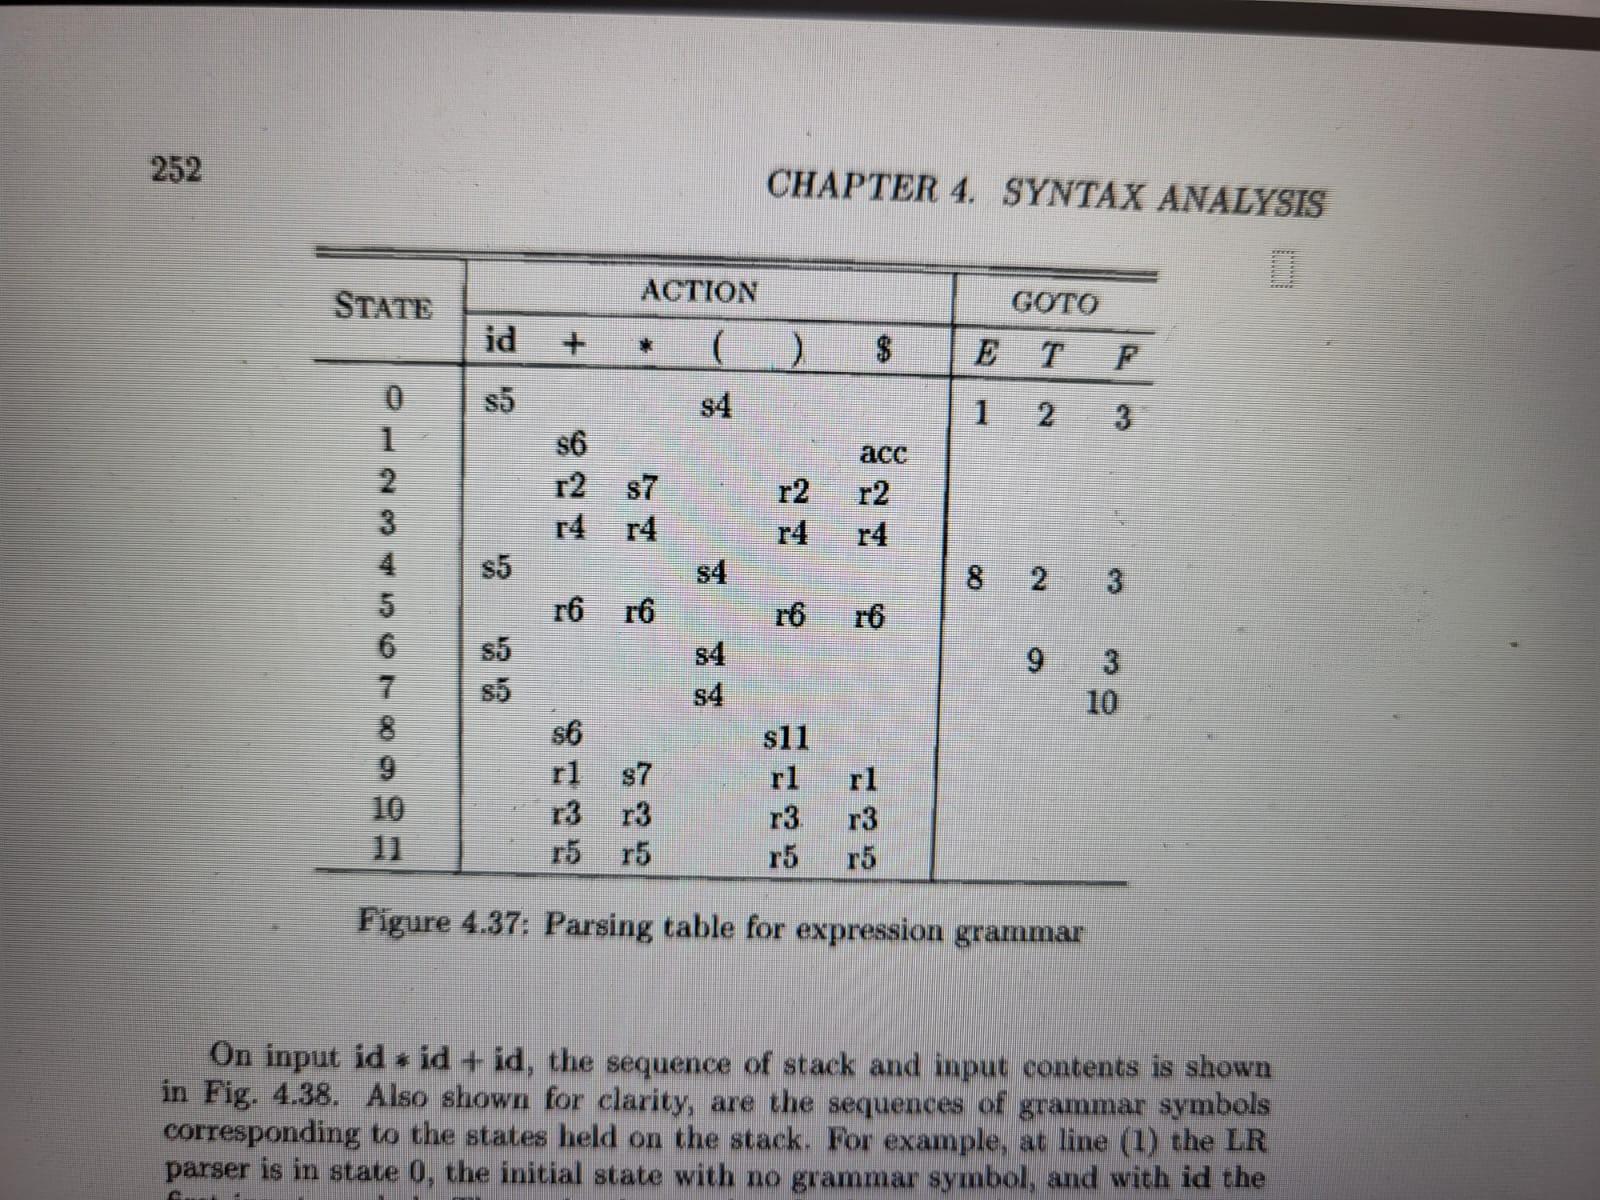 252
CHAPTER 4. SYNTAX ANALYSIS
STATE ACTION GOTO
id + * ( ) $ E T F
0 s5 s4 1 2 3
1 s6 acc
2 r2 s7 r2 r2
3 r4 r4 r4 r4
4 s5 s4 8 2 3
5 r6 r6 r6 r6
6 s5 s4 9 3
7 s5 s4 10
8 s6 s11
9 r1 s7 r1 r1
10 r3 r3 r3 r3
11 r5 r5 r5 r5
Figure 4.37: Parsing table for expression grammar
On input id * id + id, the sequence of stack and input contents is shown
in Fig. 4.38. Also shown for clarity, are the sequences of grammar symbols
corresponding to the states held on the stack. For example, at line (1) the LR
parser is in state 0, the initial state with no grammar symbol, and with id the